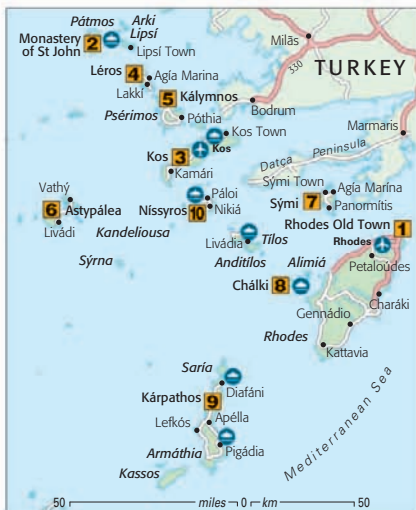 Pátmos
Arki
Lipsí
Monastery
of St John
2
Lipsí Town
Milás
330
TURKEY
Léros 4
Agía Marina
Lakkí
5 Kálymnos
Psérimos
Póthia
Bodrum
Marmaris
Kos Town
Datça Peninsula
Kos 3
Kos
Kamári
Sými Town
Agía Marína
Vathý
6 Astypálea
Livádi
Páloi
Níssyros 10
Nikiá
Sými 7
Panormítis
Kandeliousa
Rhodes Old Town 1
Rhodes
Livádia
Tílos
Sýrna
Anditílos
Alimiá
Petaloúdes
Chálki 8
Charáki
Gennádio
Rhodes
Kattavia
Saría
Diafáni
Kárpathos 9
Lefkós
Apélla
Armáthia
Pigádia
Kassos
Mediterranean Sea
50 miles 0 km 50